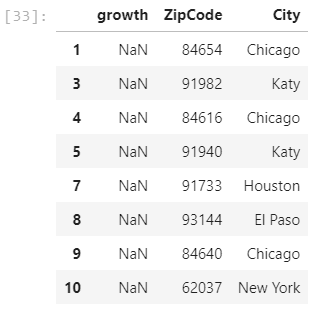 [33]:
growth ZipCode City
1 NaN 84654 Chicago
3 NaN 91982 Katy
4 NaN 84616 Chicago
5 NaN 91940 Katy
7 NaN 91733 Houston
8 NaN 93144 El Paso
9 NaN 84640 Chicago
10 NaN 62037 New York